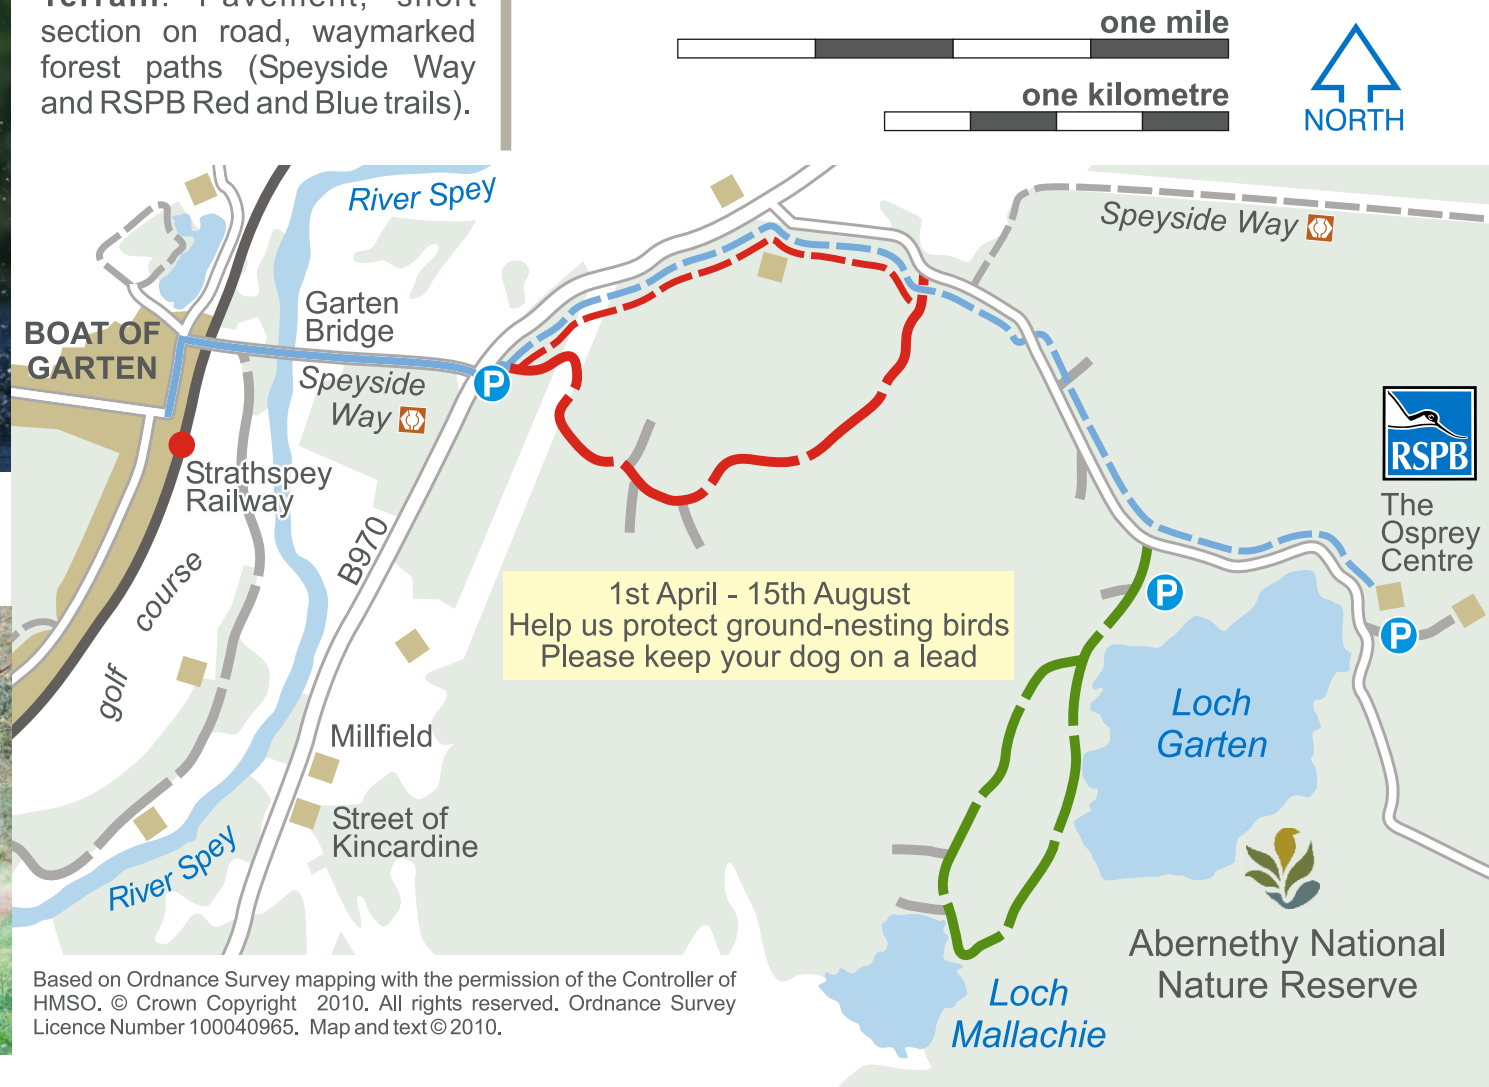 Terrain: Pavement, short
section on road, waymarked
forest paths (Speyside Way
and RSPB Red and Blue trails).
one mile
one kilometre
NORTH
River Spey
Speyside Way
Garten
Bridge
BOAT OF
GARTEN
Speyside
Way
P
RSPB
Strathspey
Railway
The
Osprey
Centre
B970
golf course
1st April - 15th August
Help us protect ground-nesting birds
Please keep your dog on a lead
P
P
Loch
Garten
Millfield
Street of
Kincardine
River Spey
Abernethy National
Nature Reserve
Loch
Mallachie
Based on Ordnance Survey mapping with the permission of the Controller of
HMSO. © Crown Copyright 2010. All rights reserved. Ordnance Survey
Licence Number 100040965. Map and text © 2010.